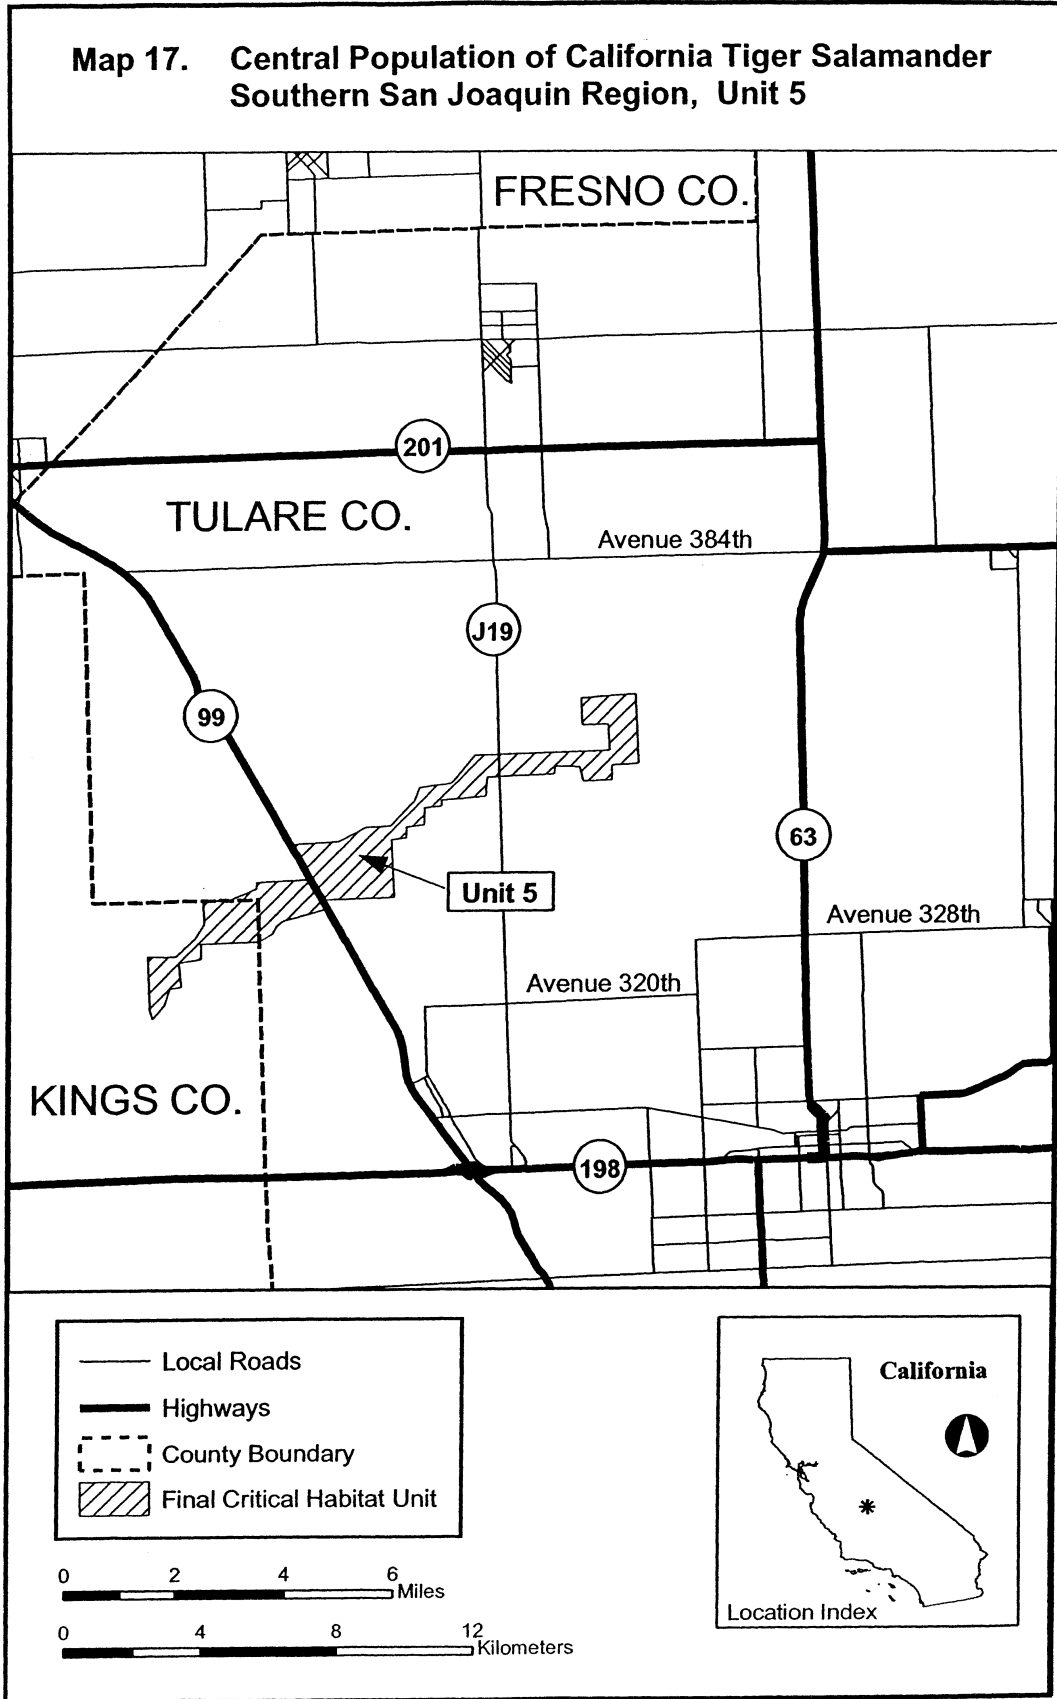 Map 17. Central Population of California Tiger Salamander
Southern San Joaquin Region, Unit 5
FRESNO CO.
201
TULARE CO.
Avenue 384th
J19
99
63
Unit 5
Avenue 328th
Avenue 320th
KINGS CO.
198
Local Roads
Highways
County Boundary
Final Critical Habitat Unit
0 2 4 6
Miles
0 4 8 12
Kilometers
California
Location Index